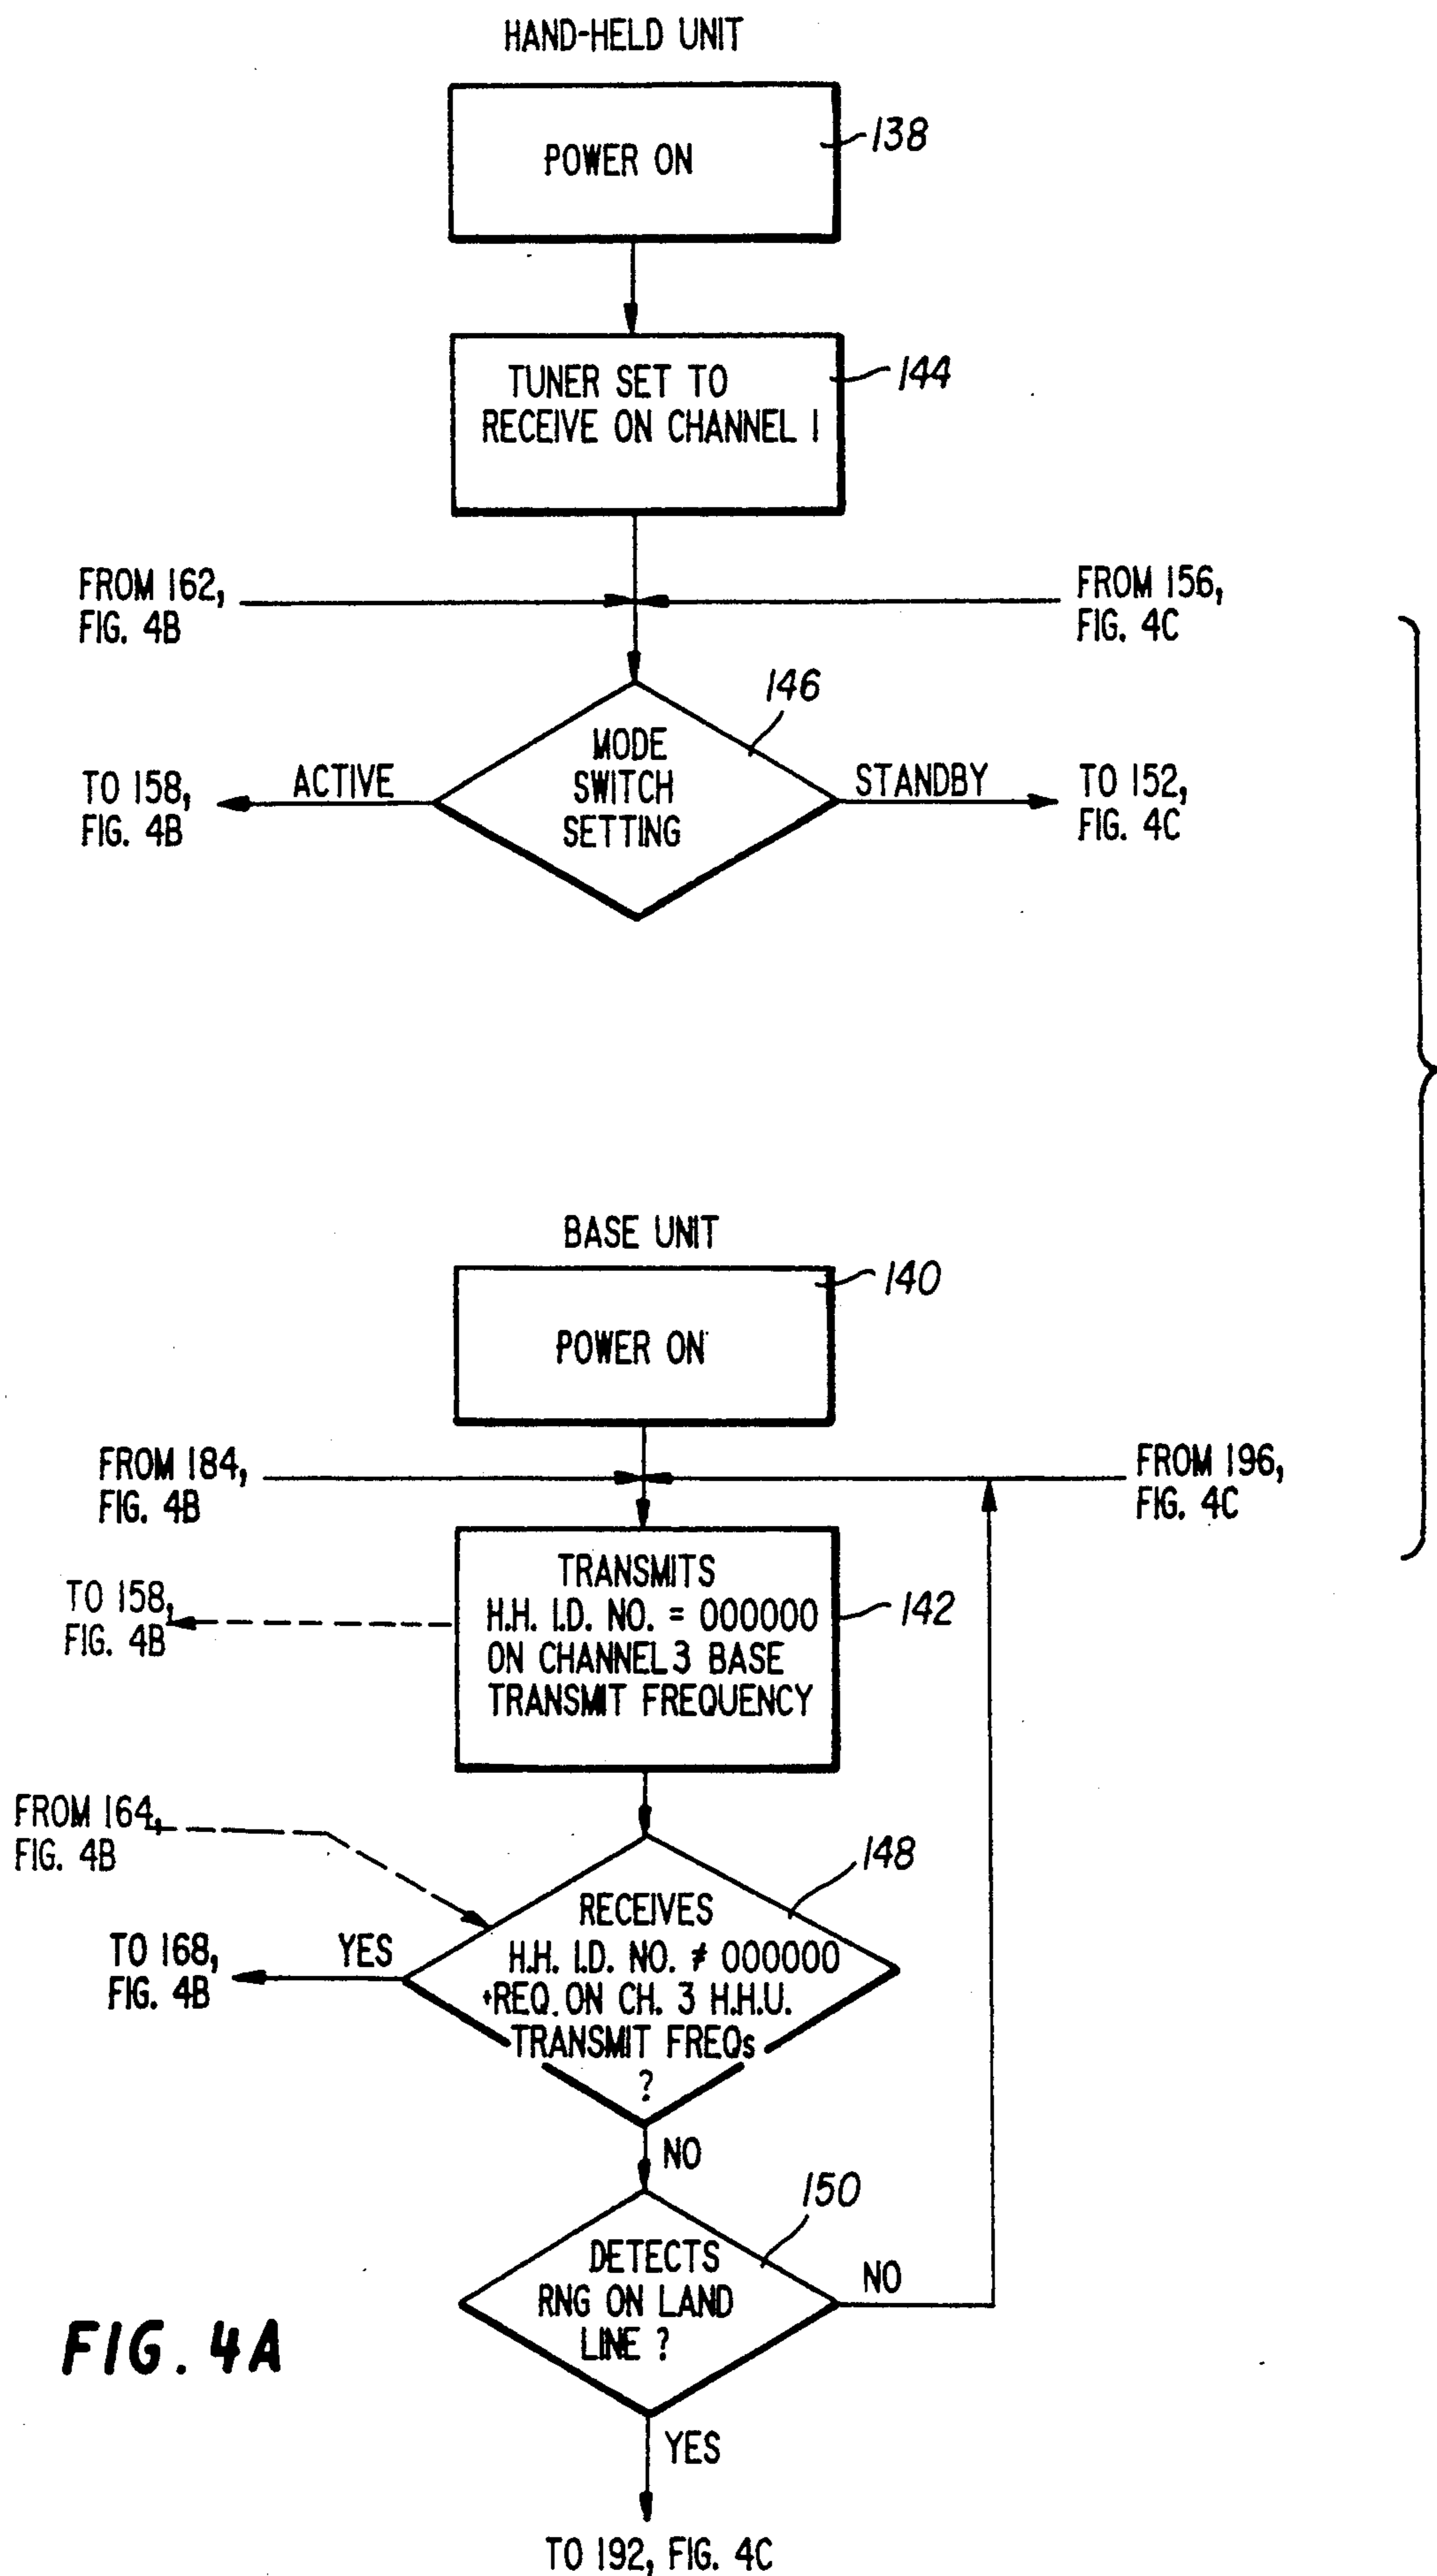 HAND-HELD UNIT
POWER ON
138
TUNER SET TO
RECEIVE ON CHANNEL 1
144
FROM 162,
FIG. 4B
FROM 156,
FIG. 4C
146
MODE
SWITCH
SETTING
ACTIVE
TO 158,
FIG. 4B
STANDBY
TO 152,
FIG. 4C
BASE UNIT
140
POWER ON
FROM 184,
FIG. 4B
FROM 196,
FIG. 4C
TRANSMITS
H.H. I.D. NO. = 000000
ON CHANNEL 3 BASE
TRANSMIT FREQUENCY
142
TO 158,
FIG. 4B
FROM 164,
FIG. 4B
148
RECEIVES
H.H. I.D. NO. ≠ 000000
+REQ. ON CH. 3 H.H.U.
TRANSMIT FREQs
?
YES
TO 168,
FIG. 4B
NO
150
DETECTS
RNG ON LAND
LINE ?
NO
FIG. 4A
YES
TO 192, FIG. 4C